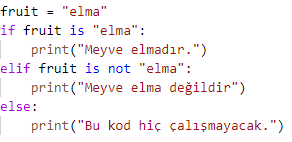 fruit = "elma"
if fruit is "elma":
    print("Meyve elmadır.")
elif fruit is not "elma":
    print("Meyve elma değildir")
else:
    print("Bu kod hiç çalışmayacak.")